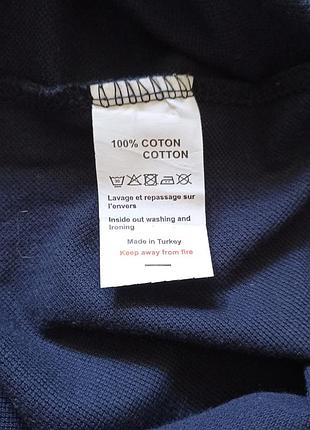 100% COTON
COTTON
Lavage et repassage sur
l'envers
Inside out washing and
Ironing
Made in Turkey
Keep away from fire